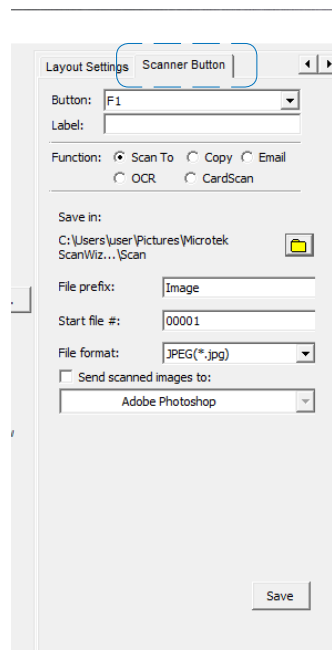 Layout Settings Scanner Button
Button: F1
Label:
Function: Scan To Copy Email
OCR CardScan
Save in:
C:\Users\user\Pictures\Microtek
ScanWiz...\Scan
File prefix: Image
Start file #: 00001
File format: JPEG(*.jpg)
Send scanned images to:
Adobe Photoshop
Save